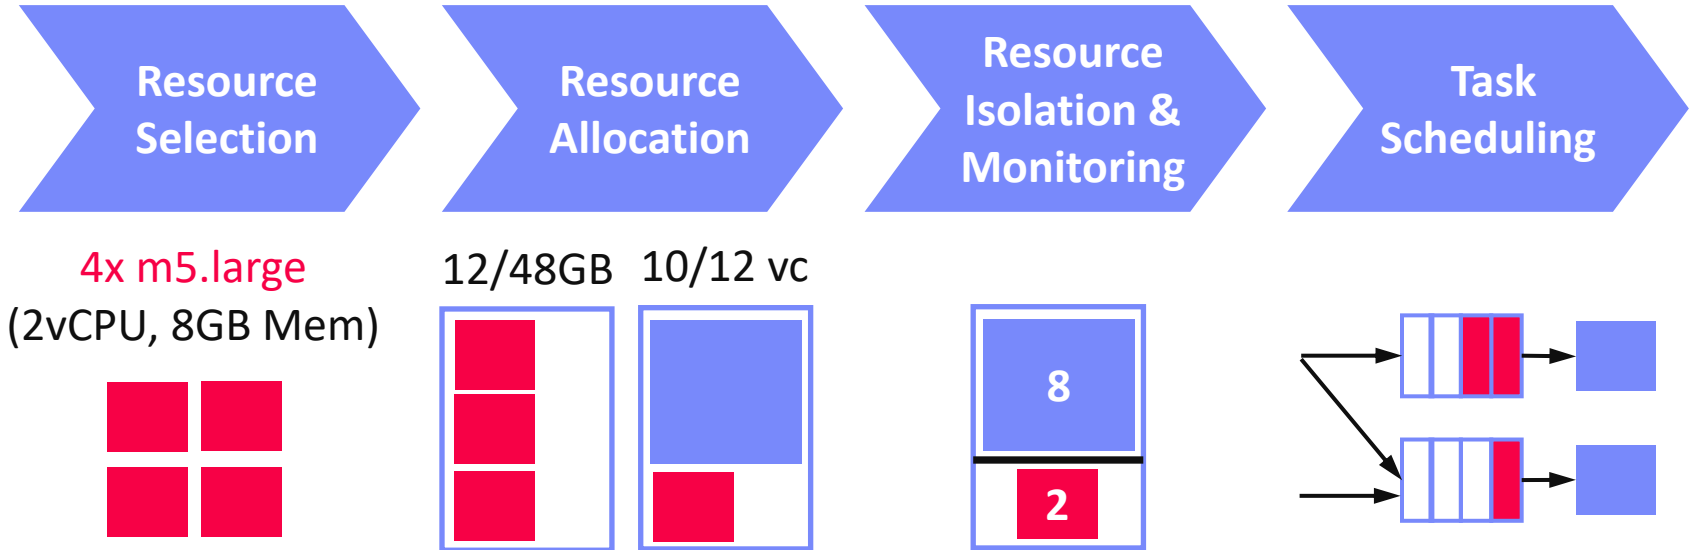 Resource
Selection
Resource
Allocation
Resource
Isolation &
Monitoring
Task
Scheduling
4x m5.large
(2vCPU, 8GB Mem)
12/48GB
10/12 vc
8
2